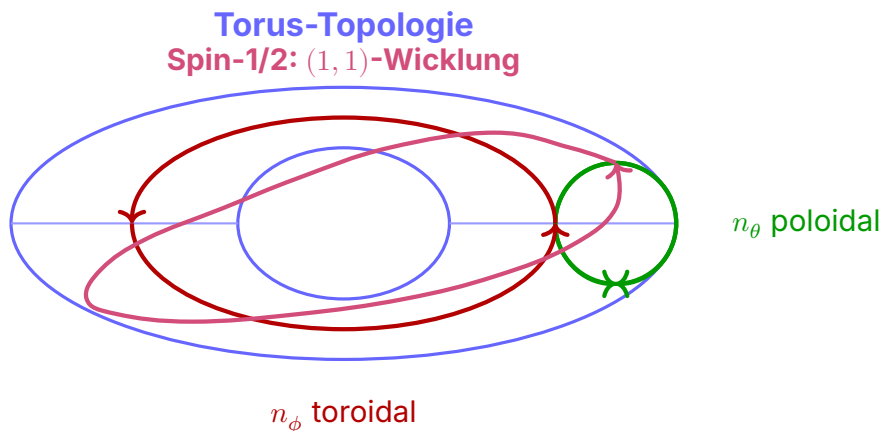 Torus-Topologie
Spin-1/2: (1, 1)-Wicklung
n_θ poloidal
n_ϕ toroidal